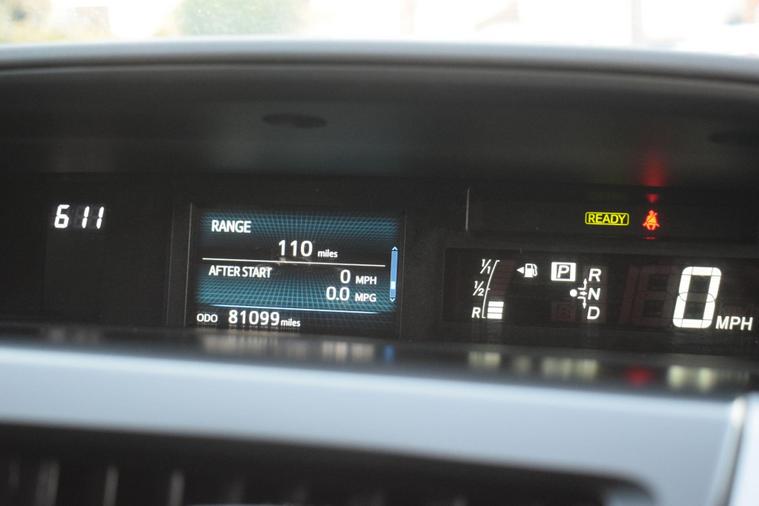 6 11
RANGE
110 miles
AFTER START 0 MPH
0.0 MPG
ODO 81099 miles
READY
1/1
1/2
R
P
R
N
D
0 MPH